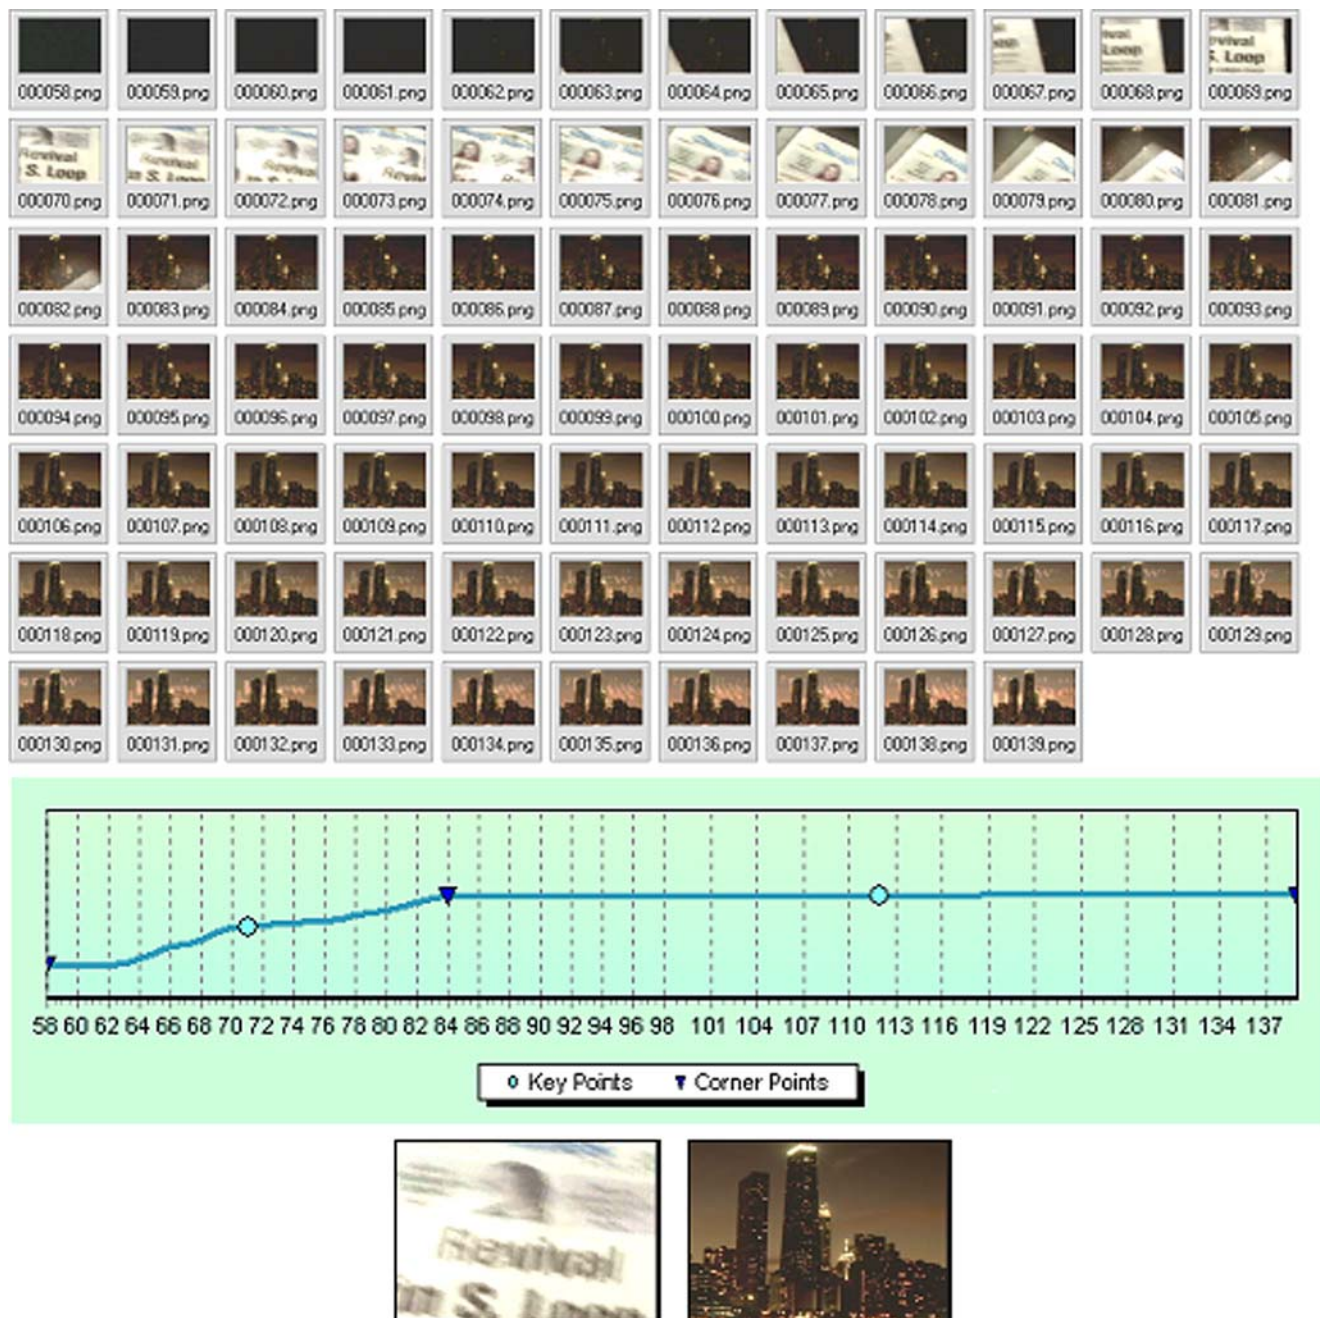 000058.png 000059.png 000060.png 000061.png 000062.png 000063.png 000064.png 000065.png 000066.png 000067.png 000068.png 000069.png
000070.png 000071.png 000072.png 000073.png 000074.png 000075.png 000076.png 000077.png 000078.png 000079.png 000080.png 000081.png
000082.png 000083.png 000084.png 000085.png 000086.png 000087.png 000088.png 000089.png 000090.png 000091.png 000092.png 000093.png
000094.png 000095.png 000096.png 000097.png 000098.png 000099.png 000100.png 000101.png 000102.png 000103.png 000104.png 000105.png
000106.png 000107.png 000108.png 000109.png 000110.png 000111.png 000112.png 000113.png 000114.png 000115.png 000116.png 000117.png
000118.png 000119.png 000120.png 000121.png 000122.png 000123.png 000124.png 000125.png 000126.png 000127.png 000128.png 000129.png
000130.png 000131.png 000132.png 000133.png 000134.png 000135.png 000136.png 000137.png 000138.png 000139.png
58 60 62 64 66 68 70 72 74 76 78 80 82 84 86 88 90 92 94 96 98 101 104 107 110 113 116 119 122 125 128 131 134 137
Key Points Corner Points
Revival
in S. Loop